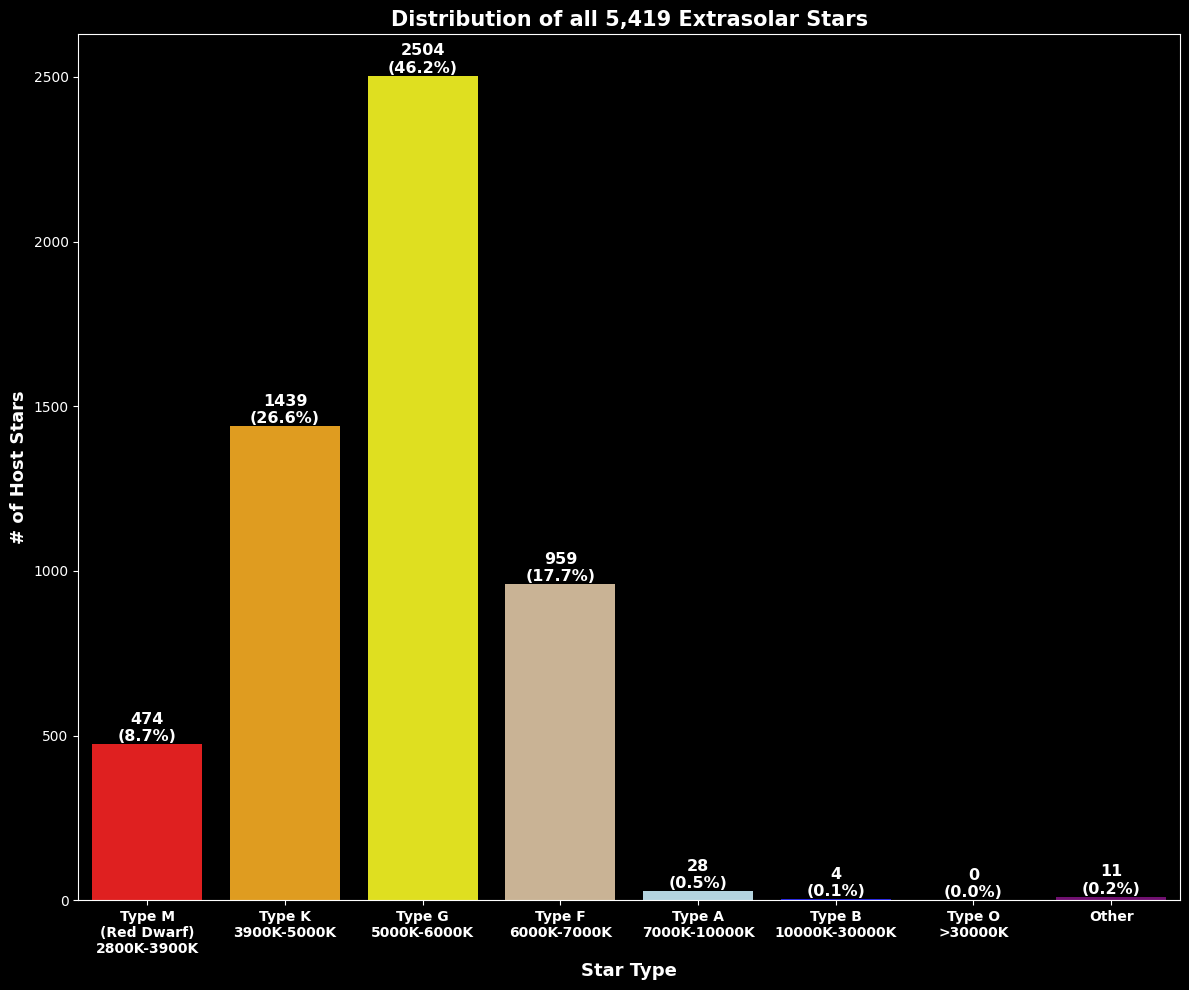 Distribution of all 5,419 Extrasolar Stars
# of Host Stars
2500
2000
1500
1000
500
0
474
(8.7%)
1439
(26.6%)
2504
(46.2%)
959
(17.7%)
28
(0.5%)
4
(0.1%)
0
(0.0%)
11
(0.2%)
Type M
(Red Dwarf)
2800K-3900K
Type K
3900K-5000K
Type G
5000K-6000K
Type F
6000K-7000K
Type A
7000K-10000K
Type B
10000K-30000K
Type O
>30000K
Other
Star Type